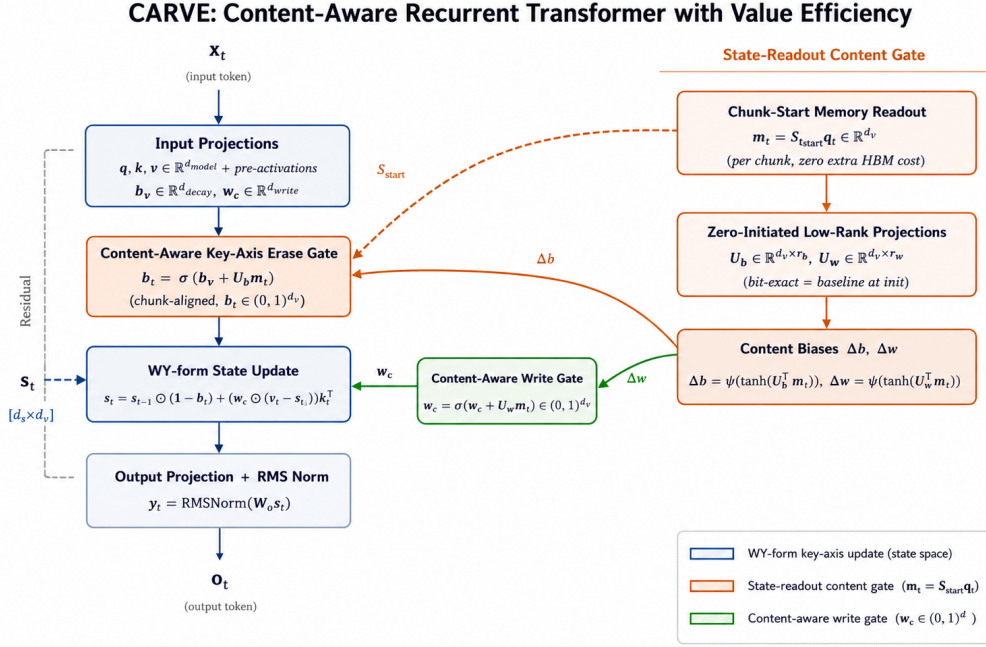 CARVE: Content-Aware Recurrent Transformer with Value Efficiency
x_t
(input token)
Input Projections
q, k, v ∈ ℝ^{d_{model}} + pre-activations
b_v ∈ ℝ^{d_{decay}}, w_c ∈ ℝ^{d_{write}}
Content-Aware Key-Axis Erase Gate
b_t = σ (b_v + U_b m_t)
(chunk-aligned, b_t ∈ (0, 1)^{d_v})
Residual
s_t
[d_s×d_v]
WY-form State Update
s_t = s_{t−1} ⊙ (1 − b_t) + (w_c ⊙ (v_t − s_{t↓}))k_t^⊤
Output Projection + RMS Norm
y_t = RMSNorm(W_o s_t)
o_t
(output token)
S_start
Δb
w_c
Content-Aware Write Gate
w_c = σ(w_c + U_w m_t) ∈ (0, 1)^{d_v}
Δw
State-Readout Content Gate
Chunk-Start Memory Readout
m_t = S_{t_start} q_t ∈ ℝ^{d_v}
(per chunk, zero extra HBM cost)
Zero-Initiated Low-Rank Projections
U_b ∈ ℝ^{d_v×r_b}, U_w ∈ ℝ^{d_v×r_w}
(bit-exact = baseline at init)
Content Biases Δb, Δw
Δb = ψ(tanh(U_b^⊤ m_t)), Δw = ψ(tanh(U_w^⊤ m_t))
WY-form key-axis update (state space)
State-readout content gate (m_t = S_start q_t)
Content-aware write gate (w_c ∈ (0, 1)^d )